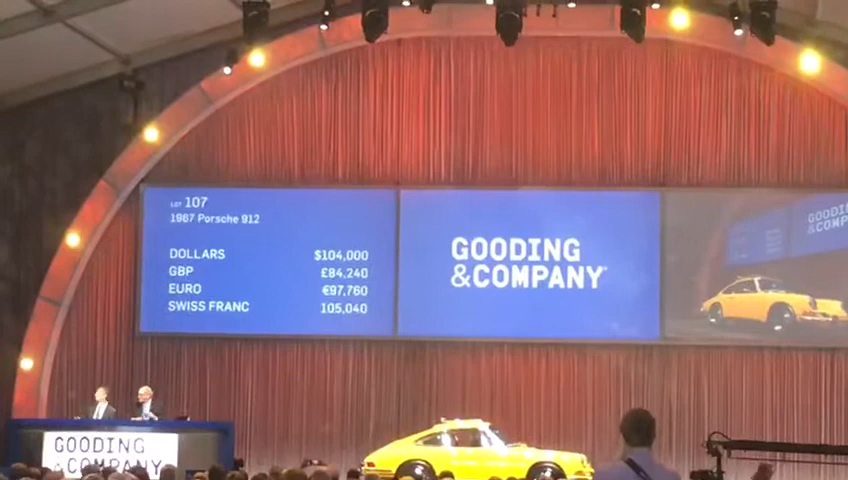 LOT 107
1967 Porsche 912
DOLLARS $104,000
GBP £84,240
EURO €97,760
SWISS FRANC 105,040
GOODING
&COMPANY
GOODING
&COMP
GOODING
&COMPANY